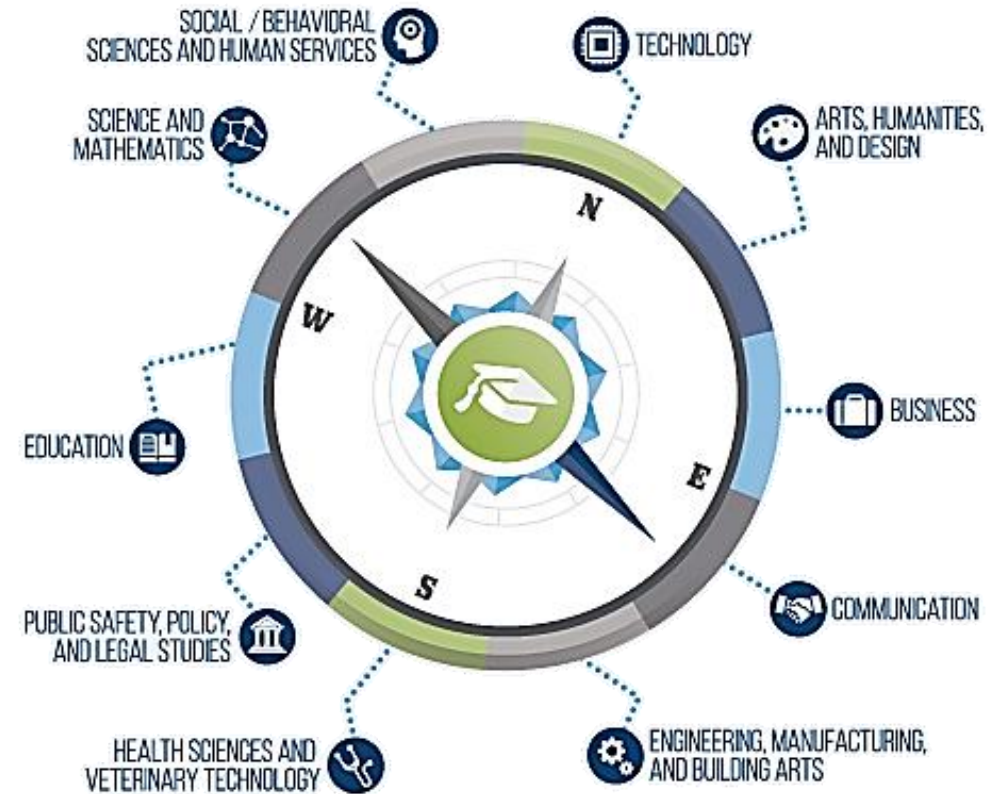 SOCIAL / BEHAVIORAL
SCIENCES AND HUMAN SERVICES
TECHNOLOGY
SCIENCE AND
MATHEMATICS
ARTS, HUMANITIES,
AND DESIGN
N
W
EDUCATION
BUSINESS
E
S
PUBLIC SAFETY, POLICY,
AND LEGAL STUDIES
COMMUNICATION
HEALTH SCIENCES AND
VETERINARY TECHNOLOGY
ENGINEERING, MANUFACTURING,
AND BUILDING ARTS